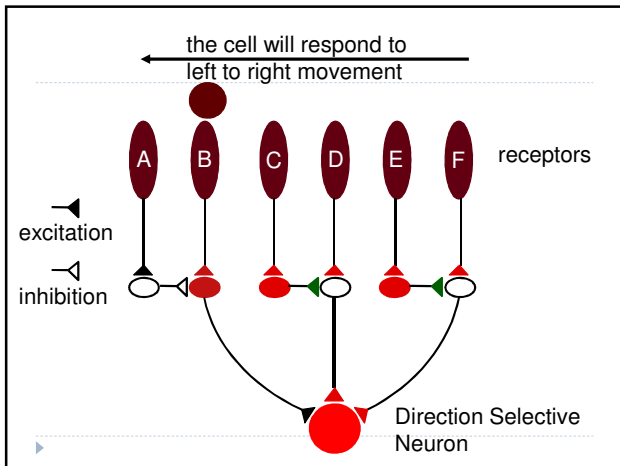 the cell will respond to
left to right movement
A B C D E F
receptors
excitation
inhibition
Direction Selective
Neuron